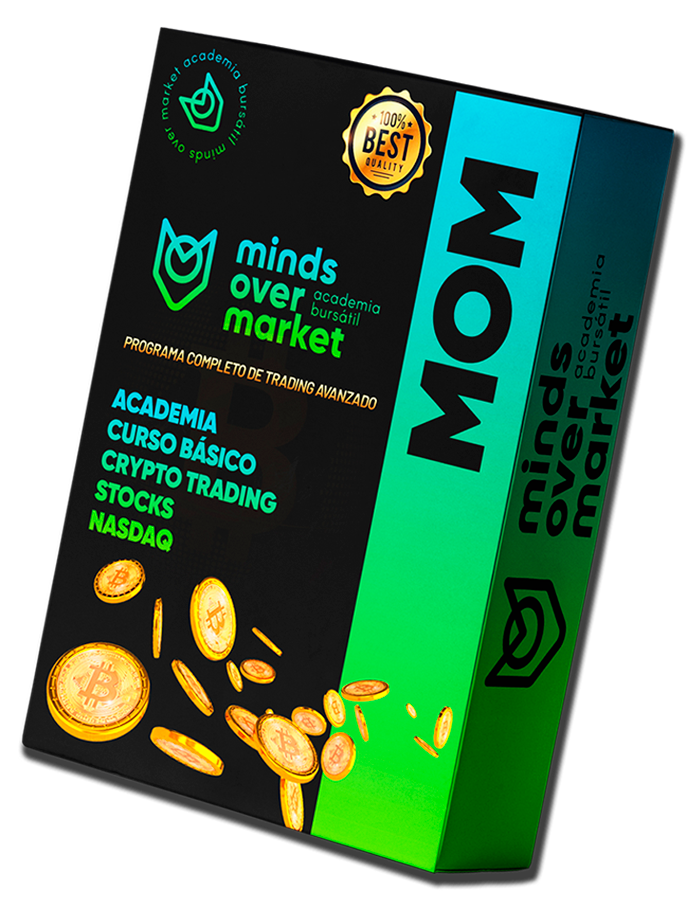 minds over market academia bursátil
100%
BEST
QUALITY
minds
over
market
academia
bursátil
PROGRAMA COMPLETO DE TRADING AVANZADO
ACADEMIA
CURSO BÁSICO
CRYPTO TRADING
STOCKS
NASDAQ
MOM
minds
over
market
academia
bursátil